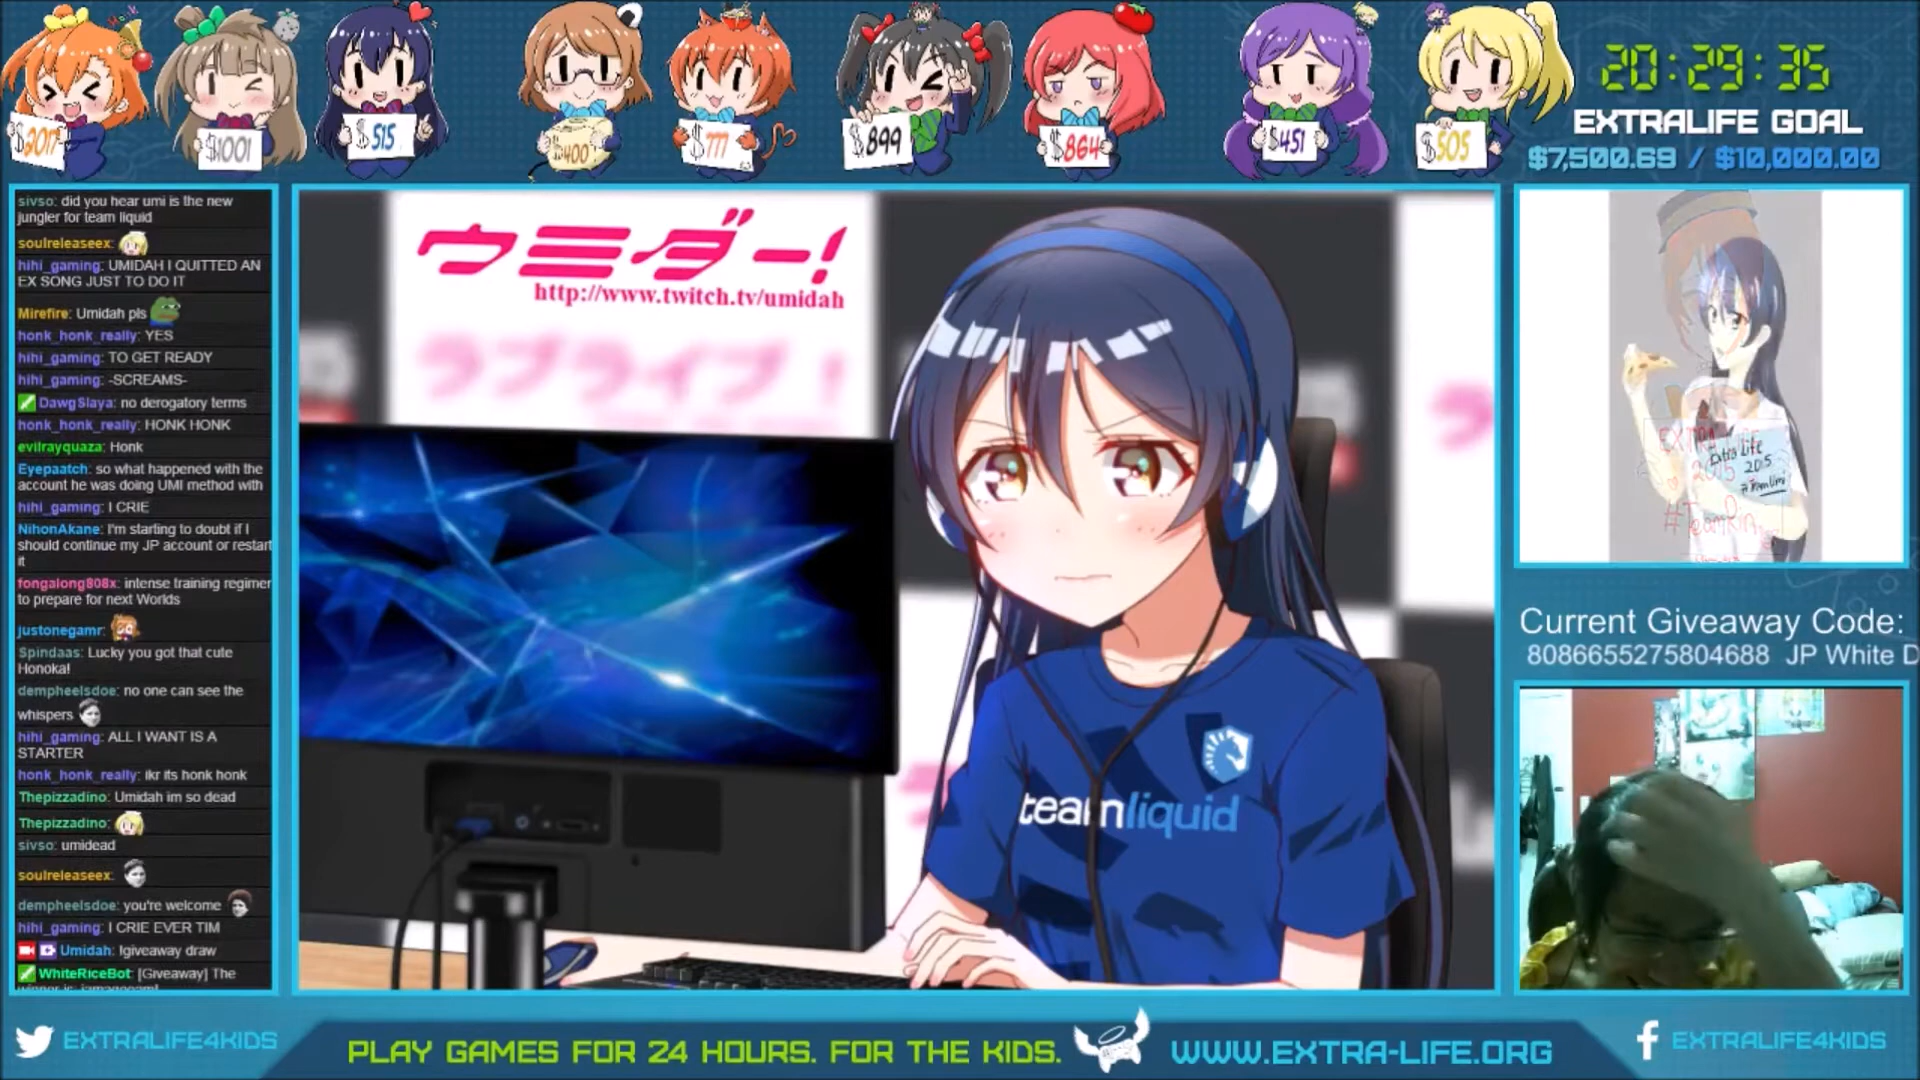 $2017
$1001
$515
$400
$777
$899
$864
$451
$505
20:29:35
EXTRALIFE GOAL
$7,500.69 / $10,000.00
sivso: did you hear umi is the new
jungler for team liquid
soulreleaseex:
hihi_gaming: UMIDAH I QUITTED AN
EX SONG JUST TO DO IT
Mirefire: Umidah pls
honk_honk_really: YES
hihi_gaming: TO GET READY
hihi_gaming: -SCREAMS-
DawgSlaya: no derogatory terms
honk_honk_really: HONK HONK
evilrayquaza: Honk
Eyepaatch: so what happened with the
account he was doing UMI method with
hihi_gaming: I CRIE
NihonAkane: I'm starting to doubt if I
should continue my JP account or restart
it
fongalong808x: intense training regimen
to prepare for next Worlds
justonegamr:
Spindaas: Lucky you got that cute
Honoka!
dempheelsdoe: no one can see the
whispers
hihi_gaming: ALL I WANT IS A
STARTER
honk_honk_really: ikr its honk honk
Thepizzadino: Umidah im so dead
Thepizzadino:
sivso: umidead
soulreleaseex:
dempheelsdoe: you're welcome
hihi_gaming: I CRIE EVER TIM
Umidah: !giveaway draw
WhiteRiceBot: [Giveaway] The
ウミダー!
http://www.twitch.tv/umidah
ラブライブ!
teamliquid
EXTRA LIFE
2015
Extra Life
2015
#TeamUmi
Current Giveaway Code:
8086655275804688 JP White D
EXTRALIFE4KIDS
PLAY GAMES FOR 24 HOURS. FOR THE KIDS.
WWW.EXTRA-LIFE.ORG
EXTRALIFE4KIDS